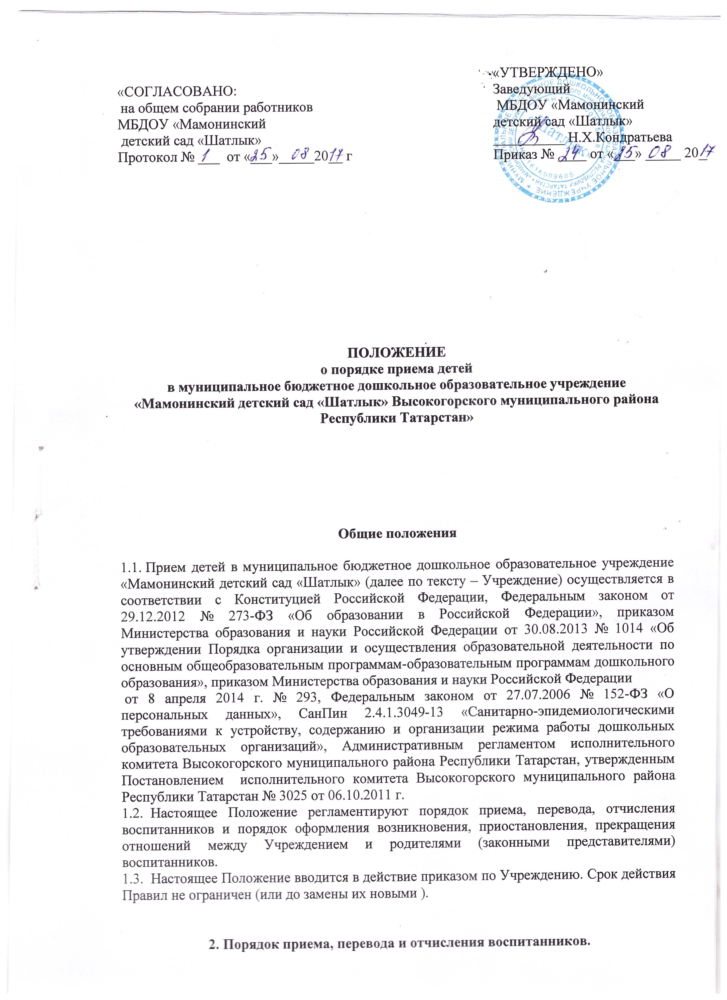 «СОГЛАСОВАНО:
на общем собрании работников
МБДОУ «Мамонинский
детский сад «Шатлык»
Протокол № 1 от «25» 08 2017 г
«УТВЕРЖДЕНО»
Заведующий
МБДОУ «Мамонинский
детский сад «Шатлык»
Н.Х.Кондратьева
Приказ № 24 от «25» 08 2017
«Шатлык»
1616009605
ПОЛОЖЕНИЕ
о порядке приема детей
в муниципальное бюджетное дошкольное образовательное учреждение
«Мамонинский детский сад «Шатлык» Высокогорского муниципального района
Республики Татарстан»
Общие положения
1.1. Прием детей в муниципальное бюджетное дошкольное образовательное учреждение
«Мамонинский детский сад «Шатлык» (далее по тексту – Учреждение) осуществляется в
соответствии с Конституцией Российской Федерации, Федеральным законом от
29.12.2012 № 273-ФЗ «Об образовании в Российской Федерации», приказом
Министерства образования и науки Российской Федерации от 30.08.2013 № 1014 «Об
утверждении Порядка организации и осуществления образовательной деятельности по
основным общеобразовательным программам-образовательным программам дошкольного
образования», приказом Министерства образования и науки Российской Федерации
от 8 апреля 2014 г. № 293, Федеральным законом от 27.07.2006 № 152-ФЗ «О
персональных данных», СанПин 2.4.1.3049-13 «Санитарно-эпидемиологическими
требованиями к устройству, содержанию и организации режима работы дошкольных
образовательных организаций», Административным регламентом исполнительного
комитета Высокогорского муниципального района Республики Татарстан, утвержденным
Постановлением исполнительного комитета Высокогорского муниципального района
Республики Татарстан № 3025 от 06.10.2011 г.
1.2. Настоящее Положение регламентируют порядок приема, перевода, отчисления
воспитанников и порядок оформления возникновения, приостановления, прекращения
отношений между Учреждением и родителями (законными представителями)
воспитанников.
1.3. Настоящее Положение вводится в действие приказом по Учреждению. Срок действия
Правил не ограничен (или до замены их новыми ).
2. Порядок приема, перевода и отчисления воспитанников.